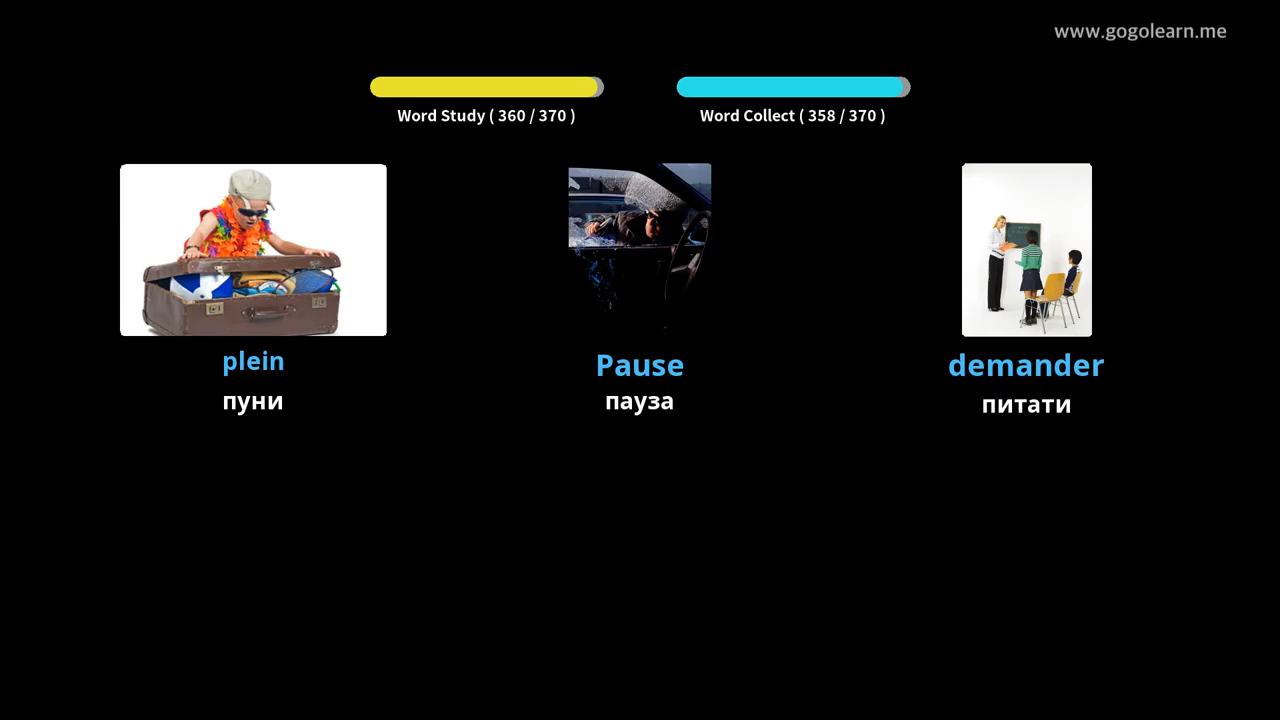 www.gogolearn.me
Word Study ( 360 / 370 )
Word Collect ( 358 / 370 )
plein
Pause
demander
пуни
пауза
питати